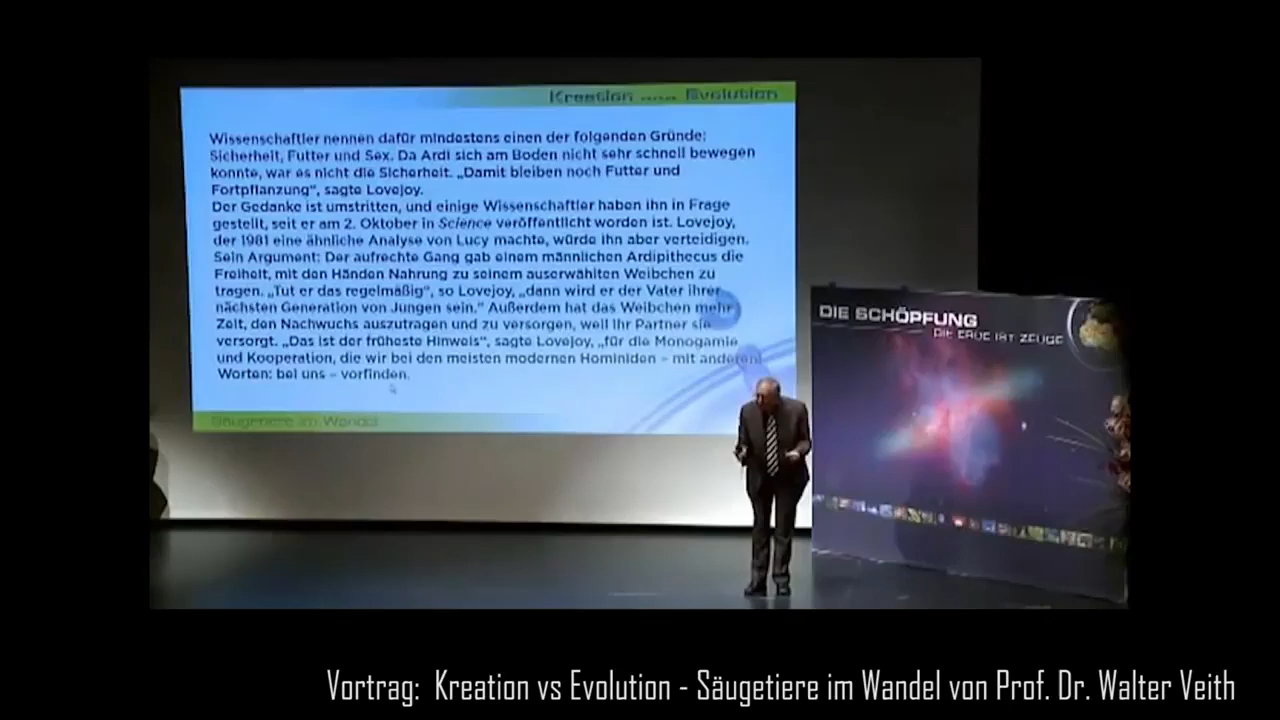 Kreation ...... Evolution
Wissenschaftler nennen dafür mindestens einen der folgenden Gründe:
Sicherheit, Futter und Sex. Da Ardi sich am Boden nicht sehr schnell bewegen
konnte, war es nicht die Sicherheit. „Damit bleiben noch Futter und
Fortpflanzung“, sagte Lovejoy.
Der Gedanke ist umstritten, und einige Wissenschaftler haben ihn in Frage
gestellt, seit er am 2. Oktober in Science veröffentlicht worden ist. Lovejoy,
der 1981 eine ähnliche Analyse von Lucy machte, würde ihn aber verteidigen.
Sein Argument: Der aufrechte Gang gab einem männlichen Ardipithecus die
Freiheit, mit den Händen Nahrung zu seinem auserwählten Weibchen zu
tragen. „Tut er das regelmäßig“, so Lovejoy, „dann wird er der Vater ihrer
nächsten Generation von Jungen sein.“ Außerdem hat das Weibchen mehr
Zeit, den Nachwuchs auszutragen und zu versorgen, weil ihr Partner sie
versorgt. „Das ist der früheste Hinweis“, sagte Lovejoy, „für die Monogamie
und Kooperation, die wir bei den meisten modernen Hominiden – mit anderen
Worten: bei uns – vorfinden.
Säugetiere im Wandel
DIE SCHÖPFUNG
DIE ERDE IST ZEUGE
Vortrag: Kreation vs Evolution - Säugetiere im Wandel von Prof. Dr. Walter Veith